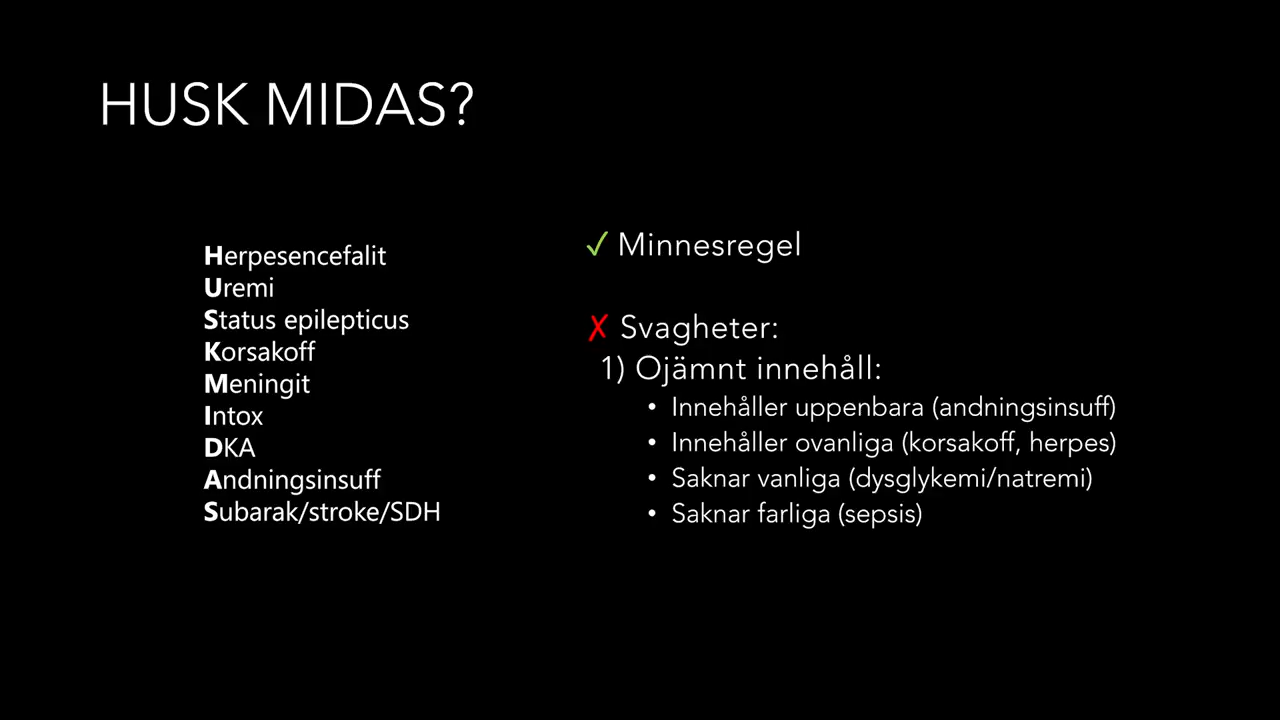 HUSK MIDAS?
Herpesencefalit
Uremi
Status epilepticus
Korsakoff
Meningit
Intox
DKA
Andningsinsuff
Subarak/stroke/SDH
✓ Minnesregel
✗ Svagheter:
1) Ojämnt innehåll:
• Innehåller uppenbara (andningsinsuff)
• Innehåller ovanliga (korsakoff, herpes)
• Saknar vanliga (dysglykemi/natremi)
• Saknar farliga (sepsis)